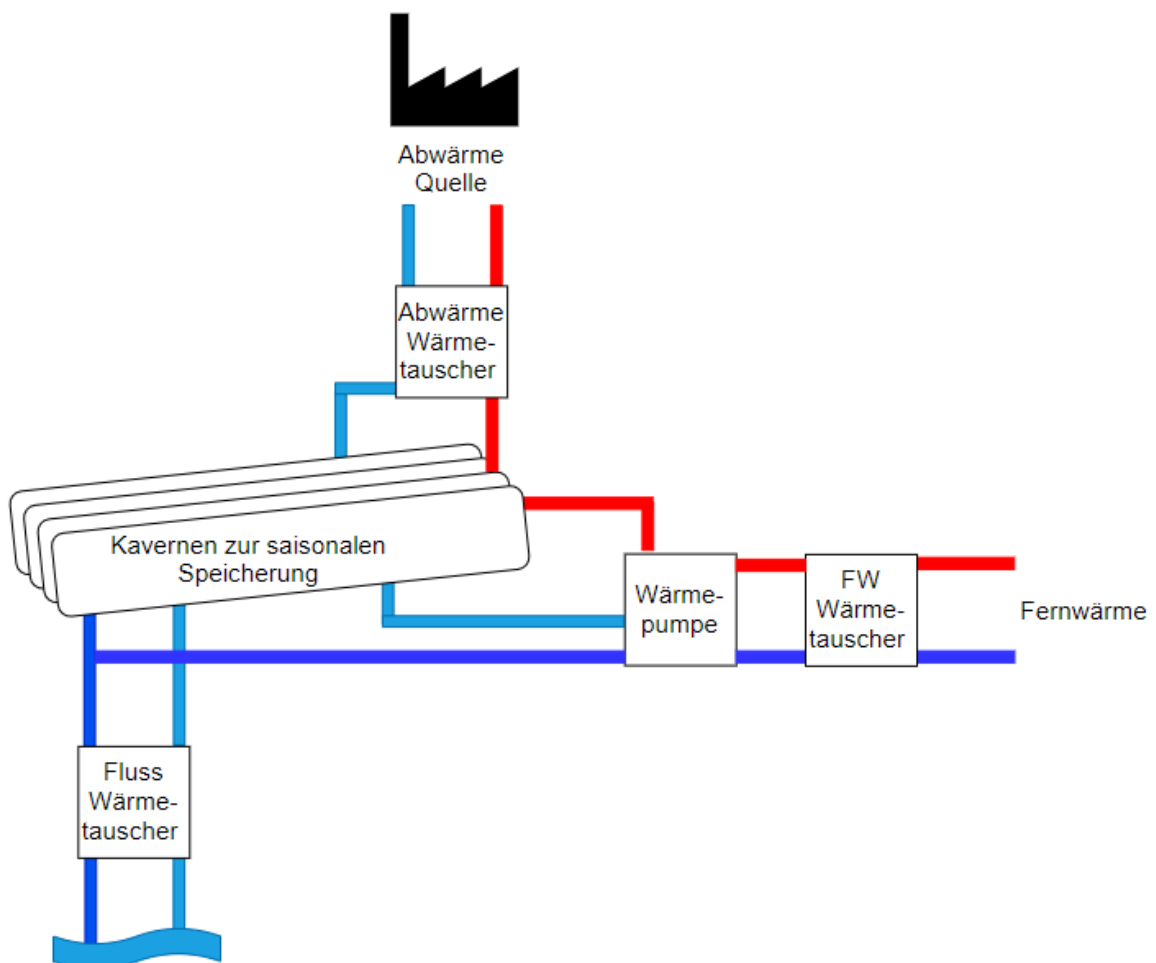 Abwärme
Quelle
Abwärme
Wärme-
tauscher
Kavernen zur saisonalen
Speicherung
Wärme-
pumpe
FW
Wärme-
tauscher
Fernwärme
Fluss
Wärme-
tauscher